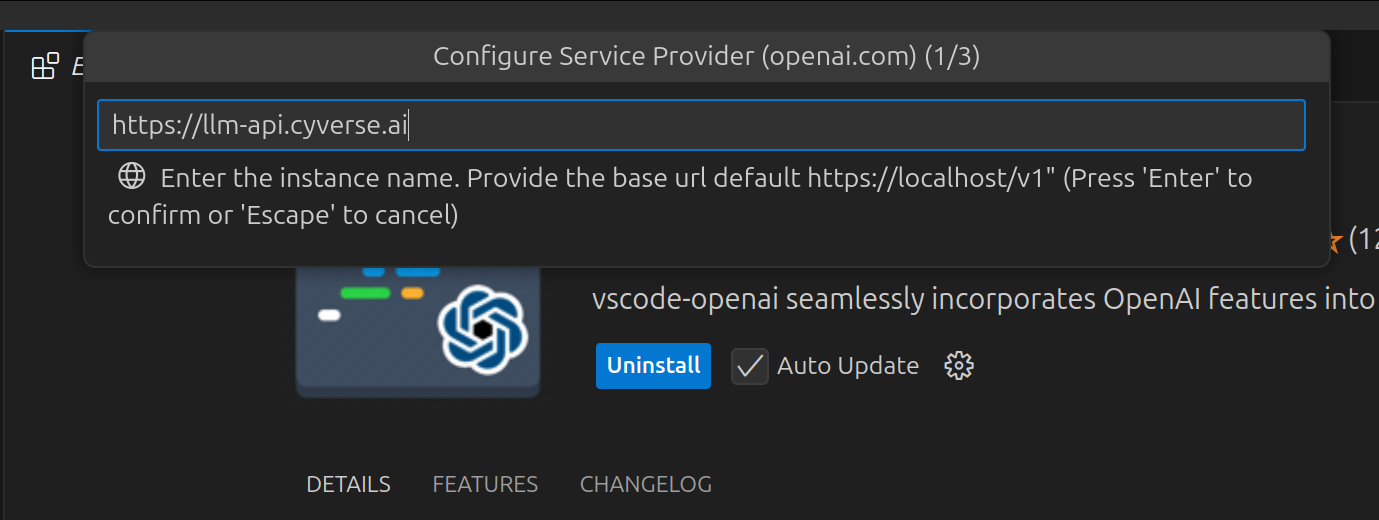 Configure Service Provider (openai.com) (1/3)
https://llm-api.cyverse.ai
Enter the instance name. Provide the base url default https://localhost/v1" (Press 'Enter' to
confirm or 'Escape' to cancel)
vscode-openai seamlessly incorporates OpenAI features into
Uninstall Auto Update
DETAILS FEATURES CHANGELOG